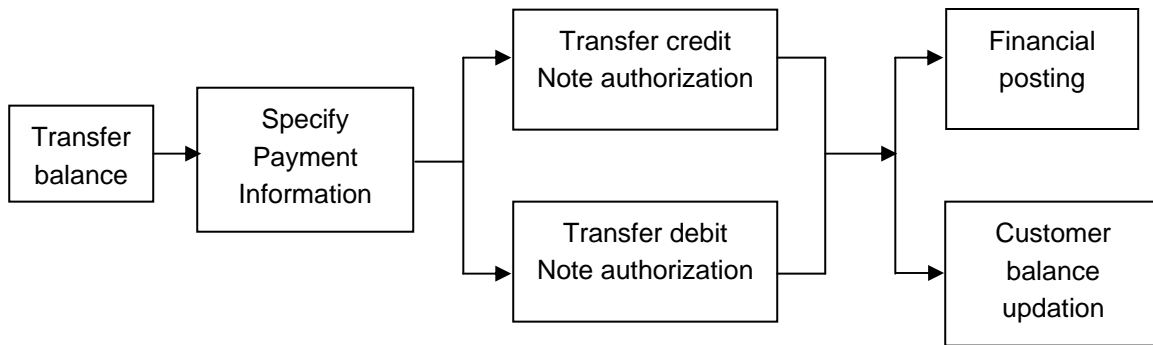 Transfer
balance
Specify
Payment
Information
Transfer credit
Note authorization
Transfer debit
Note authorization
Financial
posting
Customer
balance
updation